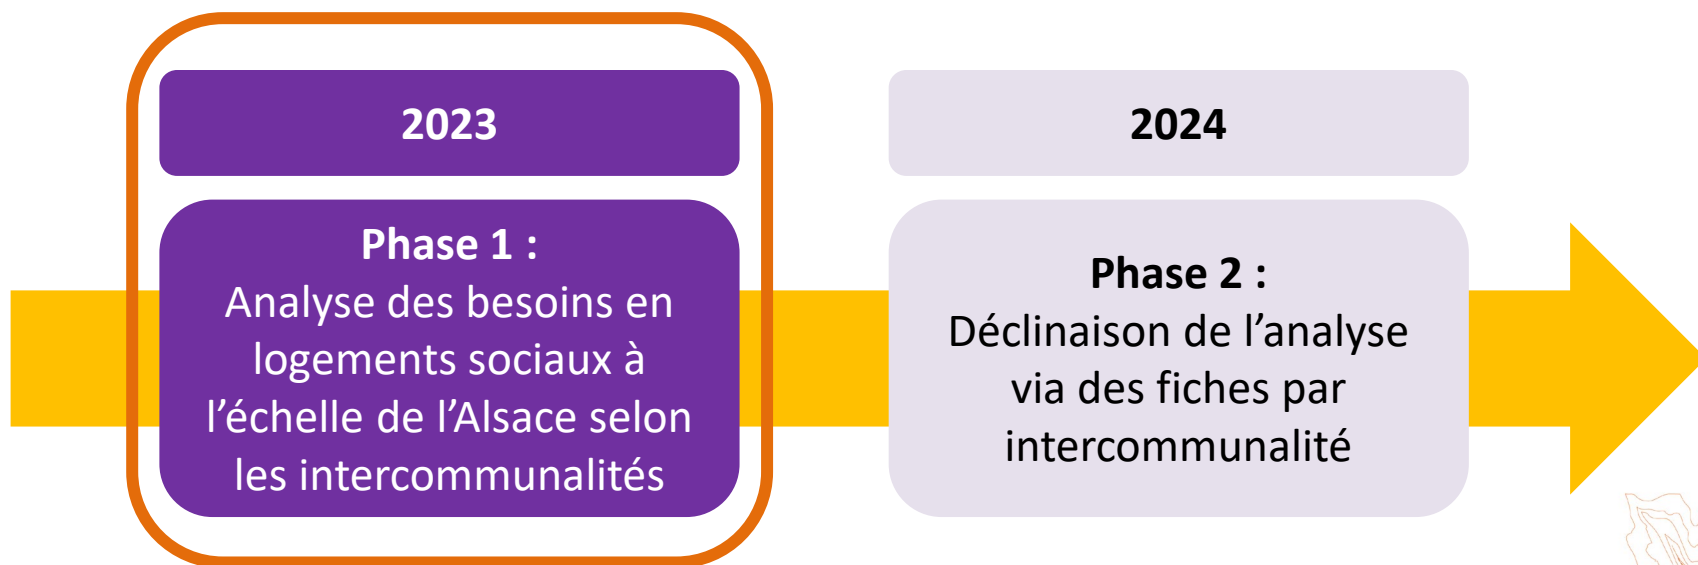 2023
Phase 1 :
Analyse des besoins en
logements sociaux à
l’échelle de l’Alsace selon
les intercommunalités
2024
Phase 2 :
Déclinaison de l’analyse
via des fiches par
intercommunalité